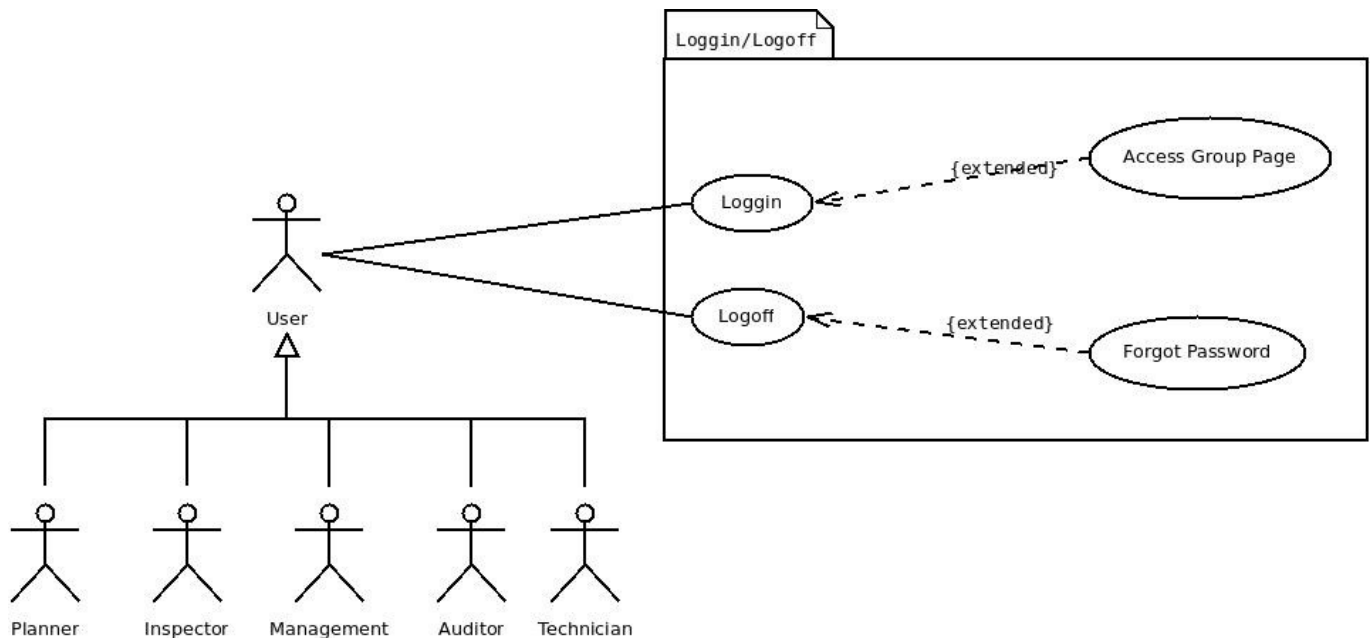 Loggin/Logoff
Access Group Page
{extended}
Loggin
User
Logoff
{extended}
Forgot Password
Planner
Inspector
Management
Auditor
Technician